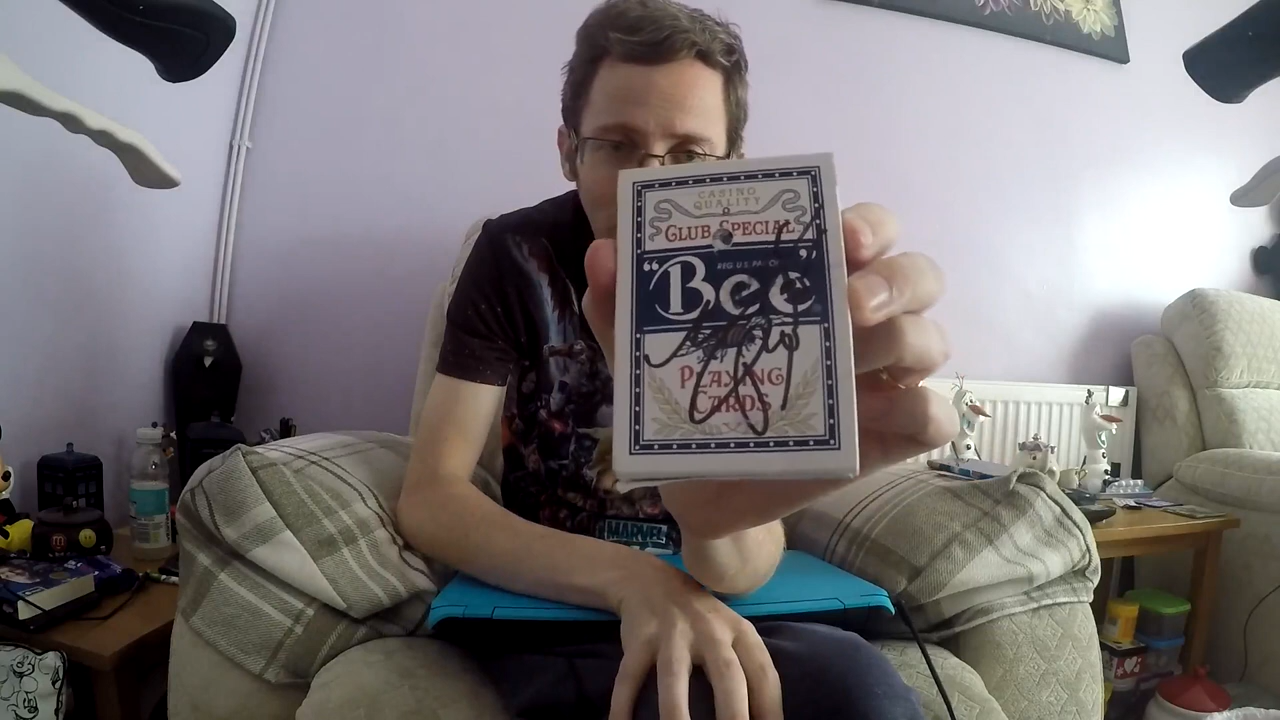 CASINO
QUALITY
CLUB SPECIAL
REG U.S. PAT. OFF
"Bee"
PLAYING
CARDS
MARVEL